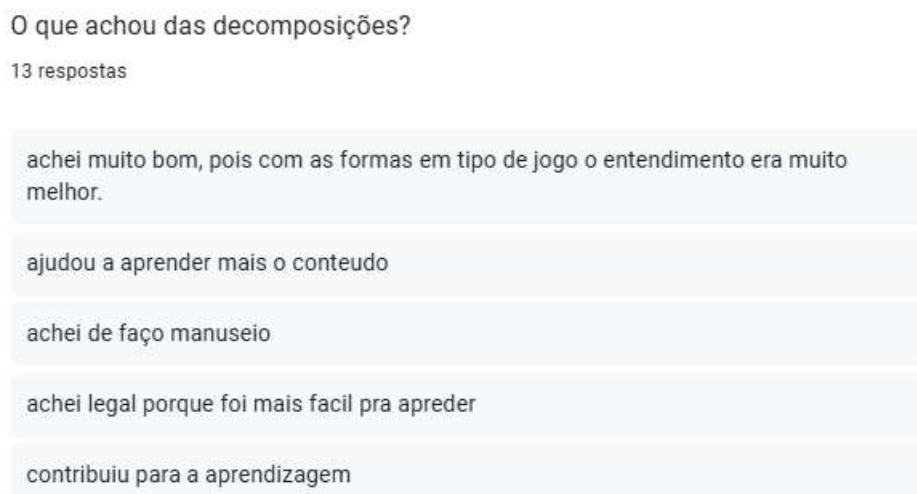 O que achou das decomposições?
13 respostas
achei muito bom, pois com as formas em tipo de jogo o entendimento era muito
melhor.
ajudou a aprender mais o conteudo
achei de faço manuseio
achei legal porque foi mais facil pra apreder
contribuiu para a aprendizagem